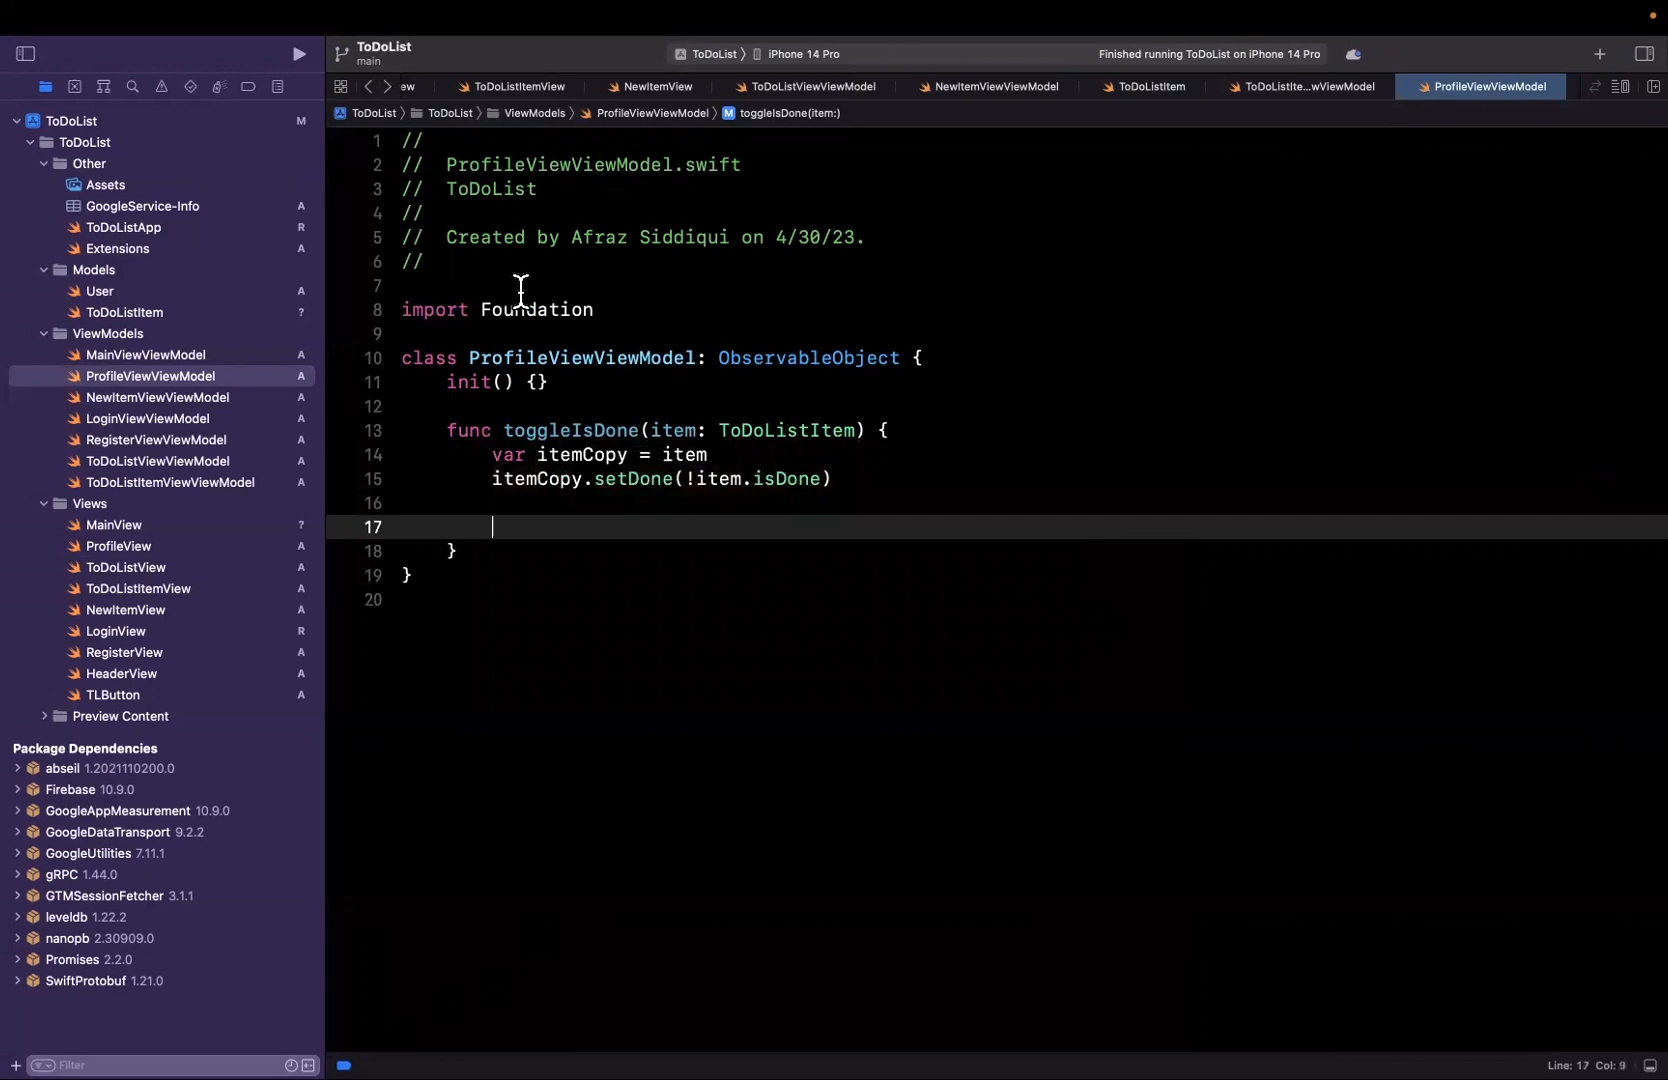 ToDoList
main
ToDoList
iPhone 14 Pro
Finished running ToDoList on iPhone 14 Pro
ew
ToDoListItemView
NewItemView
ToDoListViewModel
NewItemViewViewModel
ToDoListItem
ToDoListIte...wViewModel
ProfileViewViewModel
ToDoList
ToDoList
ViewModels
ProfileViewViewModel
M
toggleIsDone(item:)
ToDoList M
ToDoList
Other
Assets
GoogleService-Info A
ToDoListApp R
Extensions A
Models
User A
ToDoListItem ?
ViewModels
MainViewViewModel A
ProfileViewViewModel A
NewItemViewViewModel A
LoginViewViewModel A
RegisterViewViewModel A
ToDoListViewViewModel A
ToDoListItemViewViewModel A
Views
MainView ?
ProfileView A
ToDoListView A
ToDoListItemView A
NewItemView A
LoginView R
RegisterView A
HeaderView A
TLButton A
Preview Content
Package Dependencies
abseil 1.2021110200.0
Firebase 10.9.0
GoogleAppMeasurement 10.9.0
GoogleDataTransport 9.2.2
GoogleUtilities 7.11.1
gRPC 1.44.0
GTMSessionFetcher 3.1.1
leveldb 1.22.2
nanopb 2.30909.0
Promises 2.2.0
SwiftProtobuf 1.21.0
Filter
1 //
2 //  ProfileViewViewModel.swift
3 //  ToDoList
4 //
5 //  Created by Afraz Siddiqui on 4/30/23.
6 //
7
8 import Foundation
9
10 class ProfileViewViewModel: ObservableObject {
11     init() {}
12
13     func toggleIsDone(item: ToDoListItem) {
14         var itemCopy = item
15         itemCopy.setDone(!item.isDone)
16
17
18     }
19 }
20
Line: 17 Col: 9